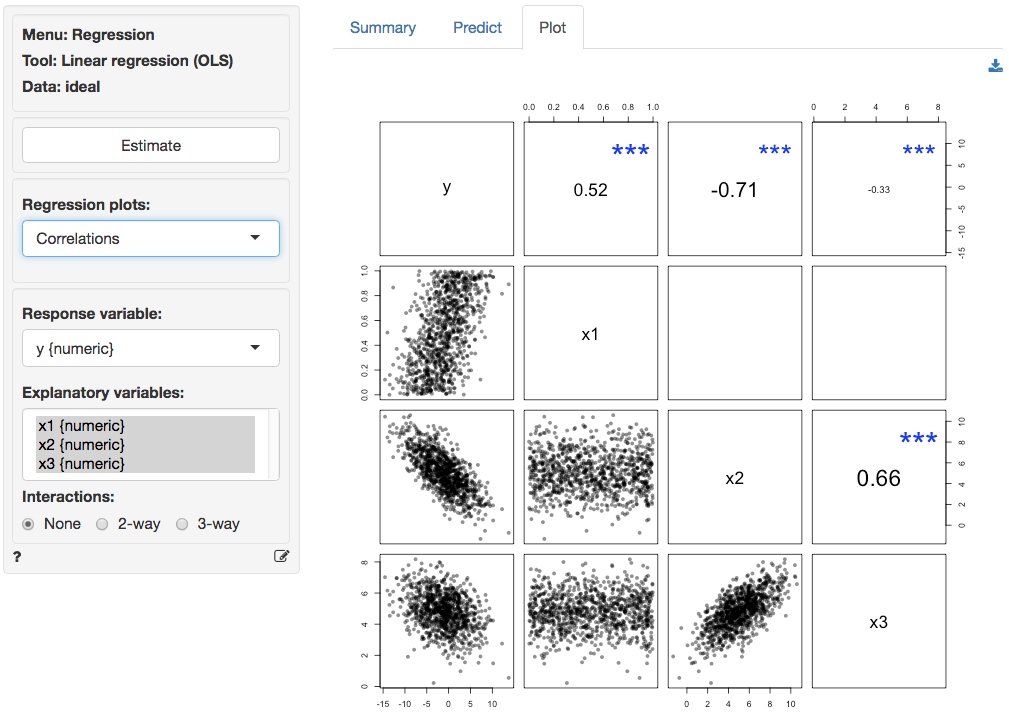 Menu: Regression
Tool: Linear regression (OLS)
Data: ideal
Estimate
Regression plots:
Correlations
Response variable:
y {numeric}
Explanatory variables:
x1 {numeric}
x2 {numeric}
x3 {numeric}
Interactions:
None 2-way 3-way
?
Summary Predict Plot
0.0 0.2 0.4 0.6 0.8 1.0
0 2 4 6 8
*** *** ***
y 0.52 -0.71 -0.33
10
5
0
-5
-10
-15
1.0
0.8
0.6
0.4
0.2
0.0
x1
***
x2 0.66
10
8
6
4
2
0
8
6
4
2
0
x3
-15 -10 -5 0 5 10
0 2 4 6 8 10